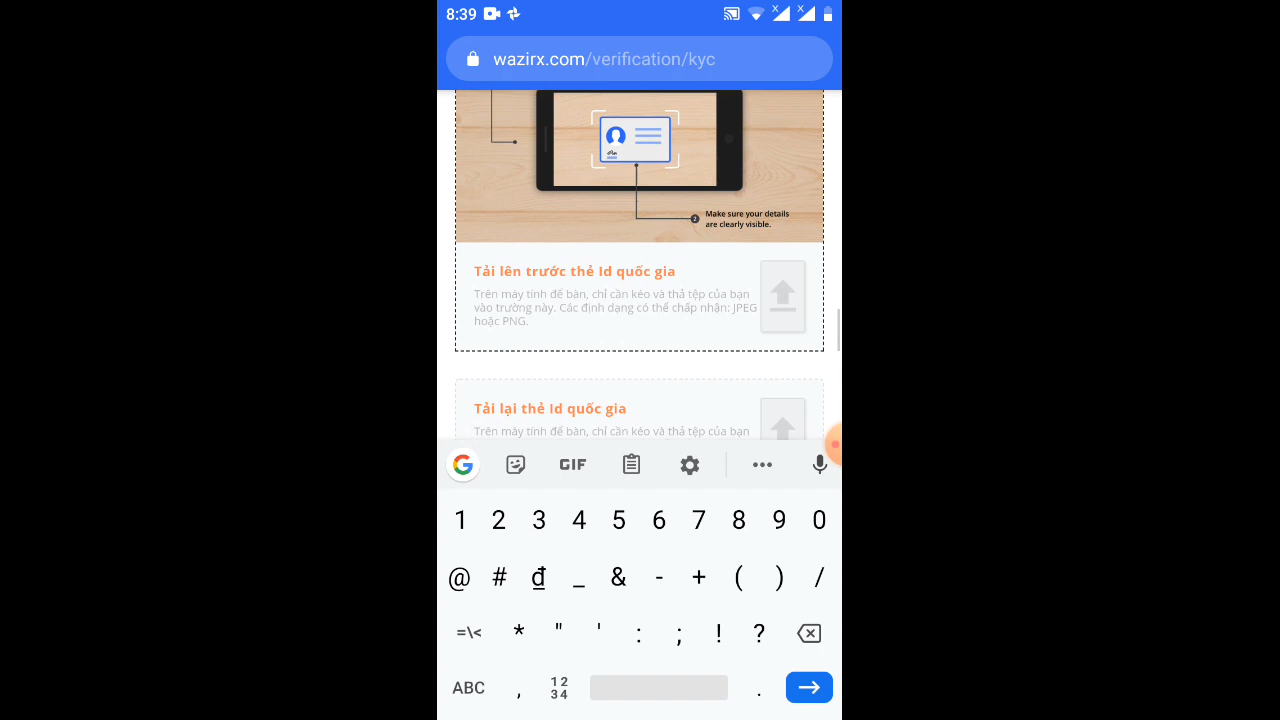 8:39
wazirx.com/verification/kyc
2 Make sure your details
are clearly visible.
Tải lên trước thẻ Id quốc gia
Trên máy tính để bàn, chỉ cần kéo và thả tệp của bạn
vào trường này. Các định dạng có thể chấp nhận: JPEG
hoặc PNG.
Tải lại thẻ Id quốc gia
Trên máy tính để bàn, chỉ cần kéo và thả tệp của bạn
G GIF
1 2 3 4 5 6 7 8 9 0
@ # ₫ _ & - + ( ) /
=\< * " ' : ; ! ?
ABC , 12 .
34